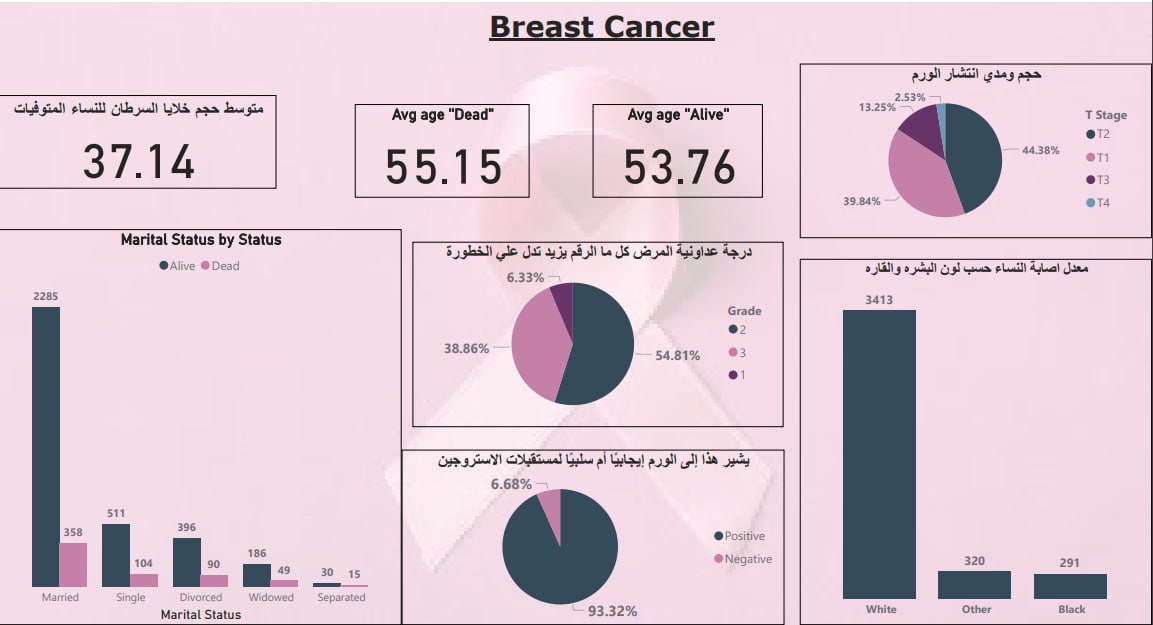 Breast Cancer
متوسط حجم خلايا السرطان للنساء المتوفيات
37.14
Avg age "Dead"
55.15
Avg age "Alive"
53.76
حجم ومدي انتشار الورم
2.53%
13.25%
44.38%
39.84%
T Stage
T2
T1
T3
T4
Marital Status by Status
Alive Dead
2285
358
511
104
396
90
186
49
30
15
Married Single Divorced Widowed Separated
Marital Status
درجة عداونية المرض كل ما الرقم يزيد تدل علي الخطورة
6.33%
38.86%
54.81%
Grade
2
3
1
يشير هذا إلى الورم إيجابيًا أم سلبيًا لمستقبلات الاستروجين
6.68%
93.32%
Positive
Negative
معدل اصابة النساء حسب لون البشره والقاره
3413
320
291
White Other Black